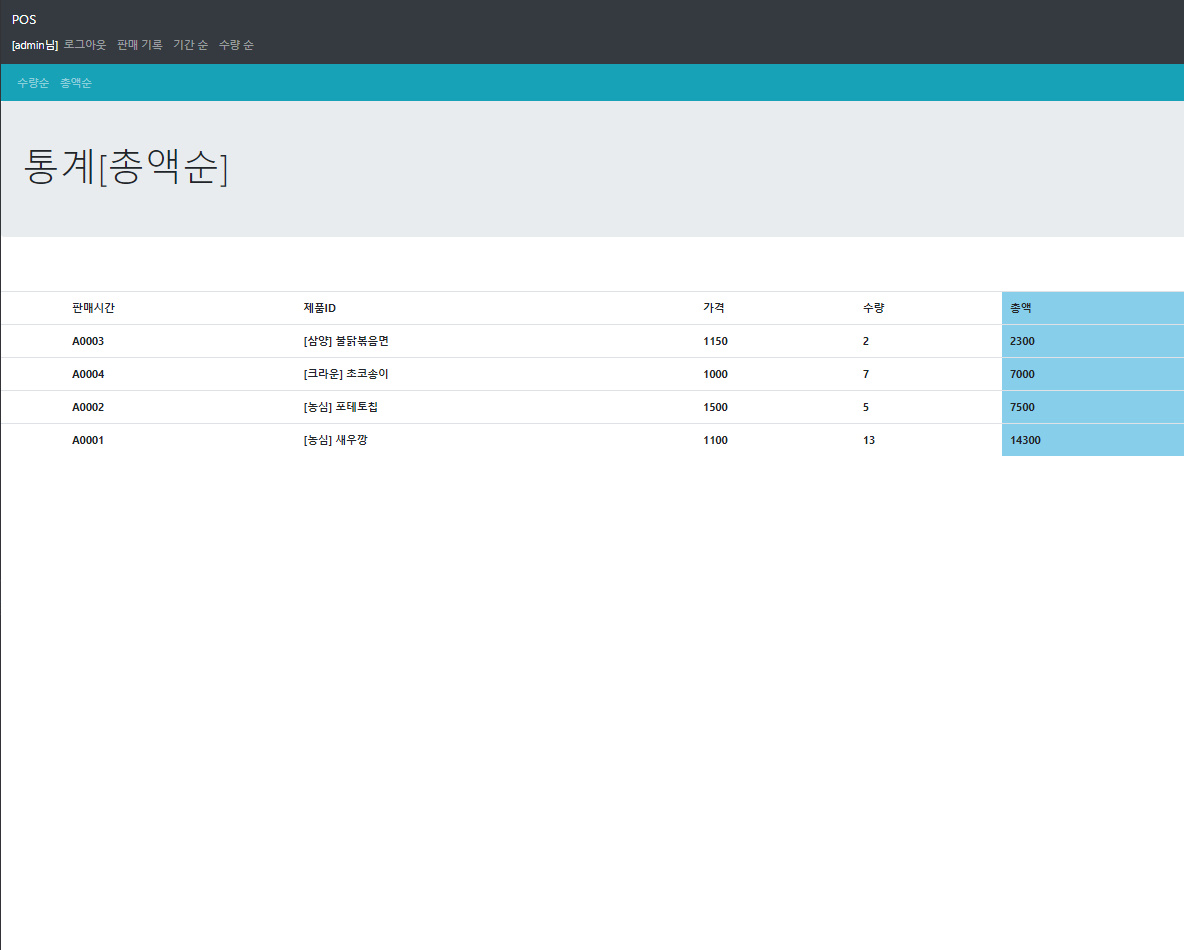 POS
[admin님] 로그아웃 판매 기록 기간 순 수량 순
수량순 총액순
통계[총액순]
판매시간 제품ID 가격 수량 총액
A0003 [삼양] 불닭볶음면 1150 2 2300
A0004 [크라운] 초코송이 1000 7 7000
A0002 [농심] 포테토칩 1500 5 7500
A0001 [농심] 새우깡 1100 13 14300